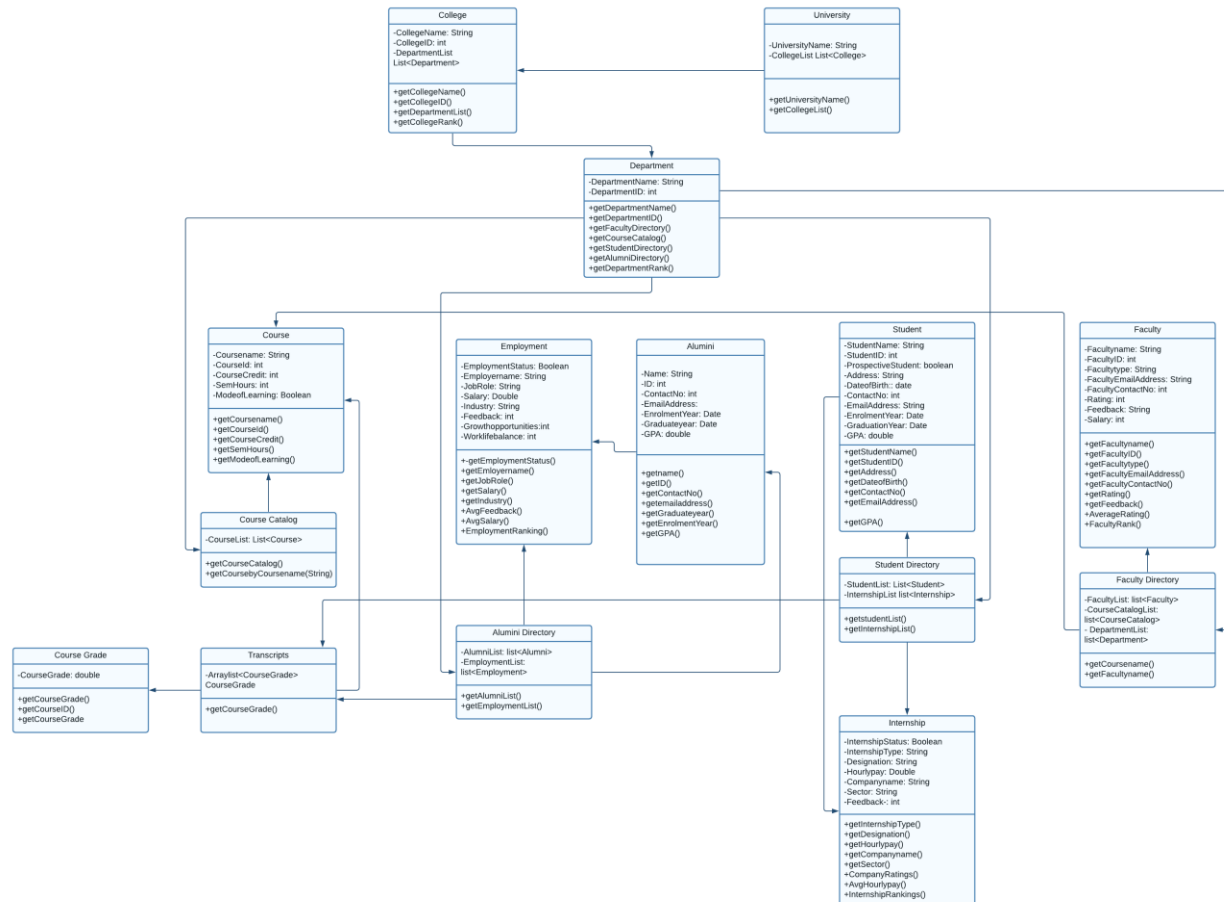 College
-CollegeName: String
-CollegeID: int
-DepartmentList
List<Department>
+getCollegeName()
+getCollegeID()
+getDepartmentList()
+getCollegeRank()
University
-UniversityName: String
-CollegeList List<College>
+getUniversityName()
+getCollegeList()
Department
-DepartmentName: String
-DepartmentID: int
+getDepartmentName()
+getDepartmentID()
+getFacultyDirectory()
+getCourseCatalog()
+getStudentDirectory()
+getAlumniDirectory()
+getDepartmentRank()
Course
-Coursename: String
-CourseId: int
-CourseCredit: int
-SemHours: int
-ModeofLearning: Boolean
+getCoursename()
+getCourseId()
+getCourseCredit()
+getSemHours()
+getModeofLearning()
Employment
-EmploymentStatus: Boolean
-Employername: String
-JobRole: String
-Salary: Double
-Industry: String
-Feedback: int
-Growthopportunities:int
-Worklifebalance: int
+-getEmploymentStatus()
+getEmloyername()
+getJobRole()
+getSalary()
+getIndustry()
+AvgFeedback()
+AvgSalary()
+EmploymentRanking()
Alumini
-Name: String
-ID: int
-ContactNo: int
-EmailAddress:
-EnrolmentYear: Date
-Graduateyear: Date
-GPA: double
+getname()
+getID()
+getContactNo()
+getemailaddress()
+getGraduateyear()
+getEnrolmentYear()
+getGPA()
Student
-StudentName: String
-StudentID: int
-ProspectiveStudent: boolean
-Address: String
-DateofBirth:: date
-ContactNo: int
-EmailAddress: String
-EnrolmentYear: Date
-GraduationYear: Date
-GPA: double
+getStudentName()
+getStudentID()
+getAddress()
+getDateofBirth()
+getContactNo()
+getEmailAddress()
+getGPA()
Faculty
-Facultyname: String
-FacultyID: int
-Facultytype: String
-FacultyEmailAddress: String
-FacultyContactNo: int
-Rating: int
-Feedback: String
-Salary: int
+getFacultyname()
+getFacultyID()
+getFacultytype()
+getFacultyEmailAddress()
+getFacultyContactNo()
+getRating()
+getFeedback()
+AverageRating()
+FacultyRank()
Course Catalog
-CourseList: List<Course>
+getCourseCatalog()
+getCoursebyCoursename(String)
Student Directory
-StudentList: List<Student>
-InternshipList list<Internship>
+getstudentList()
+getInternshipList()
Faculty Directory
-FacultyList: list<Faculty>
-CourseCatalogList:
list<CourseCatalog>
- DepartmentList:
list<Department>
+getCoursename()
+getFacultyname()
Course Grade
-CourseGrade: double
+getCourseGrade()
+getCourseID()
+getCourseGrade
Transcripts
-Arraylist<CourseGrade>
CourseGrade
+getCourseGrade()
Alumini Directory
-AlumniList: list<Alumni>
-EmploymentList:
list<Employment>
+getAlumniList()
+getEmploymentList()
Internship
-InternshipStatus: Boolean
-InternshipType: String
-Designation: String
-Hourlypay: Double
-Companyname: String
-Sector: String
-Feedback-: int
+getInternshipType()
+getDesignation()
+getHourlypay()
+getCompanyname()
+getSector()
+CompanyRatings()
+AvgHourlypay()
+InternshipRankings()